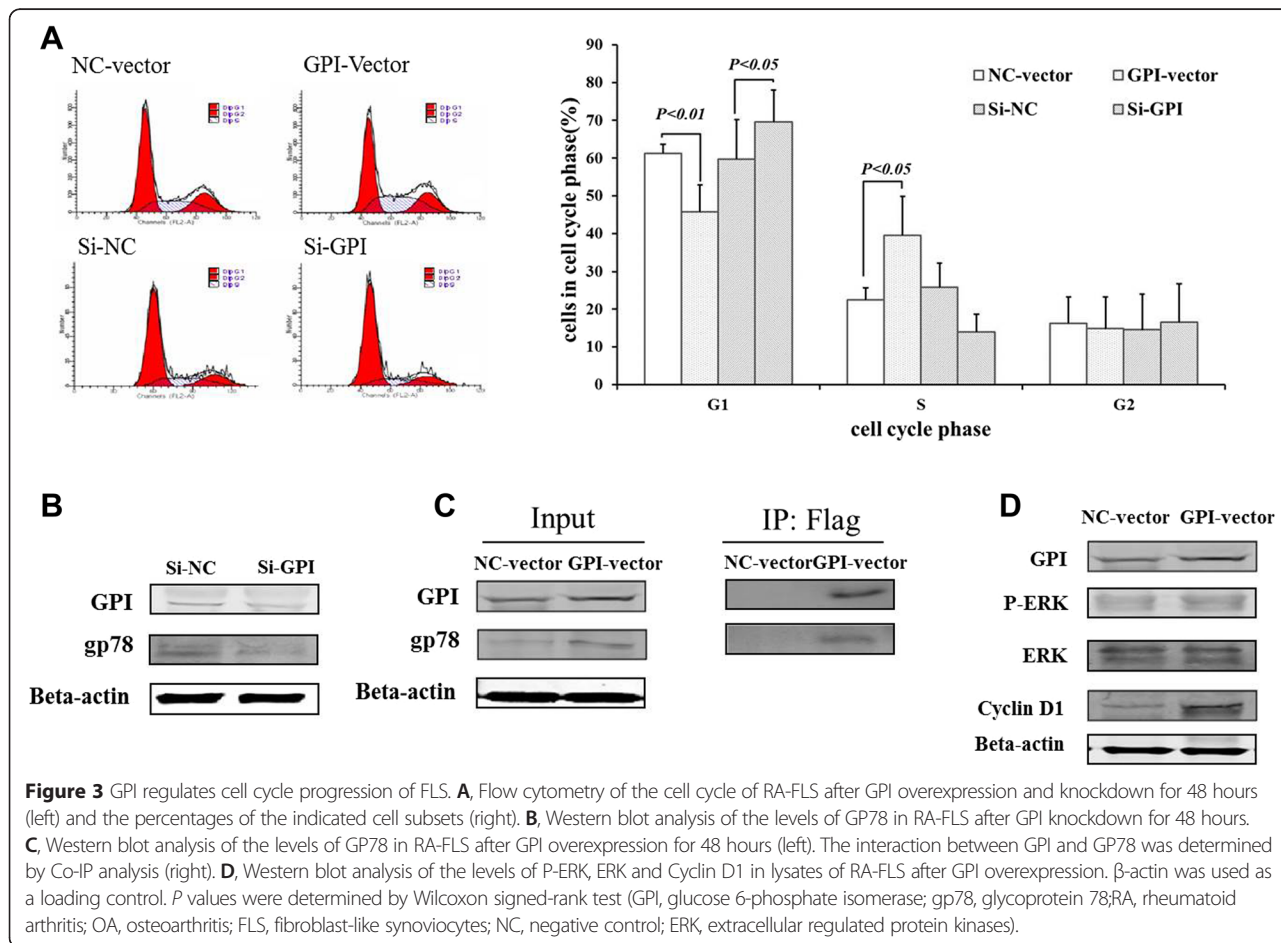 A
NC-vector
GPI-Vector
Si-NC
Si-GPI
Channels (FL2-A)
Channels (FL2-A)
Channels (FL2-A)
Channels (FL2-A)
cells in cell cycle phase(%)
90
80
70
60
50
40
30
20
10
0
P<0.01
P<0.05
P<0.05
NC-vector
GPI-vector
Si-NC
Si-GPI
G1
S
G2
cell cycle phase
B
Si-NC
Si-GPI
GPI
gp78
Beta-actin
C
Input
NC-vector GPI-vector
GPI
gp78
Beta-actin
IP: Flag
NC-vectorGPI-vector
D
NC-vector GPI-vector
GPI
P-ERK
ERK
Cyclin D1
Beta-actin
Figure 3 GPI regulates cell cycle progression of FLS. A, Flow cytometry of the cell cycle of RA-FLS after GPI overexpression and knockdown for 48 hours
(left) and the percentages of the indicated cell subsets (right). B, Western blot analysis of the levels of GP78 in RA-FLS after GPI knockdown for 48 hours.
C, Western blot analysis of the levels of GP78 in RA-FLS after GPI overexpression for 48 hours (left). The interaction between GPI and GP78 was determined
by Co-IP analysis (right). D, Western blot analysis of the levels of P-ERK, ERK and Cyclin D1 in lysates of RA-FLS after GPI overexpression. β-actin was used as
a loading control. P values were determined by Wilcoxon signed-rank test (GPI, glucose 6-phosphate isomerase; gp78, glycoprotein 78;RA, rheumatoid
arthritis; OA, osteoarthritis; FLS, fibroblast-like synoviocytes; NC, negative control; ERK, extracellular regulated protein kinases).